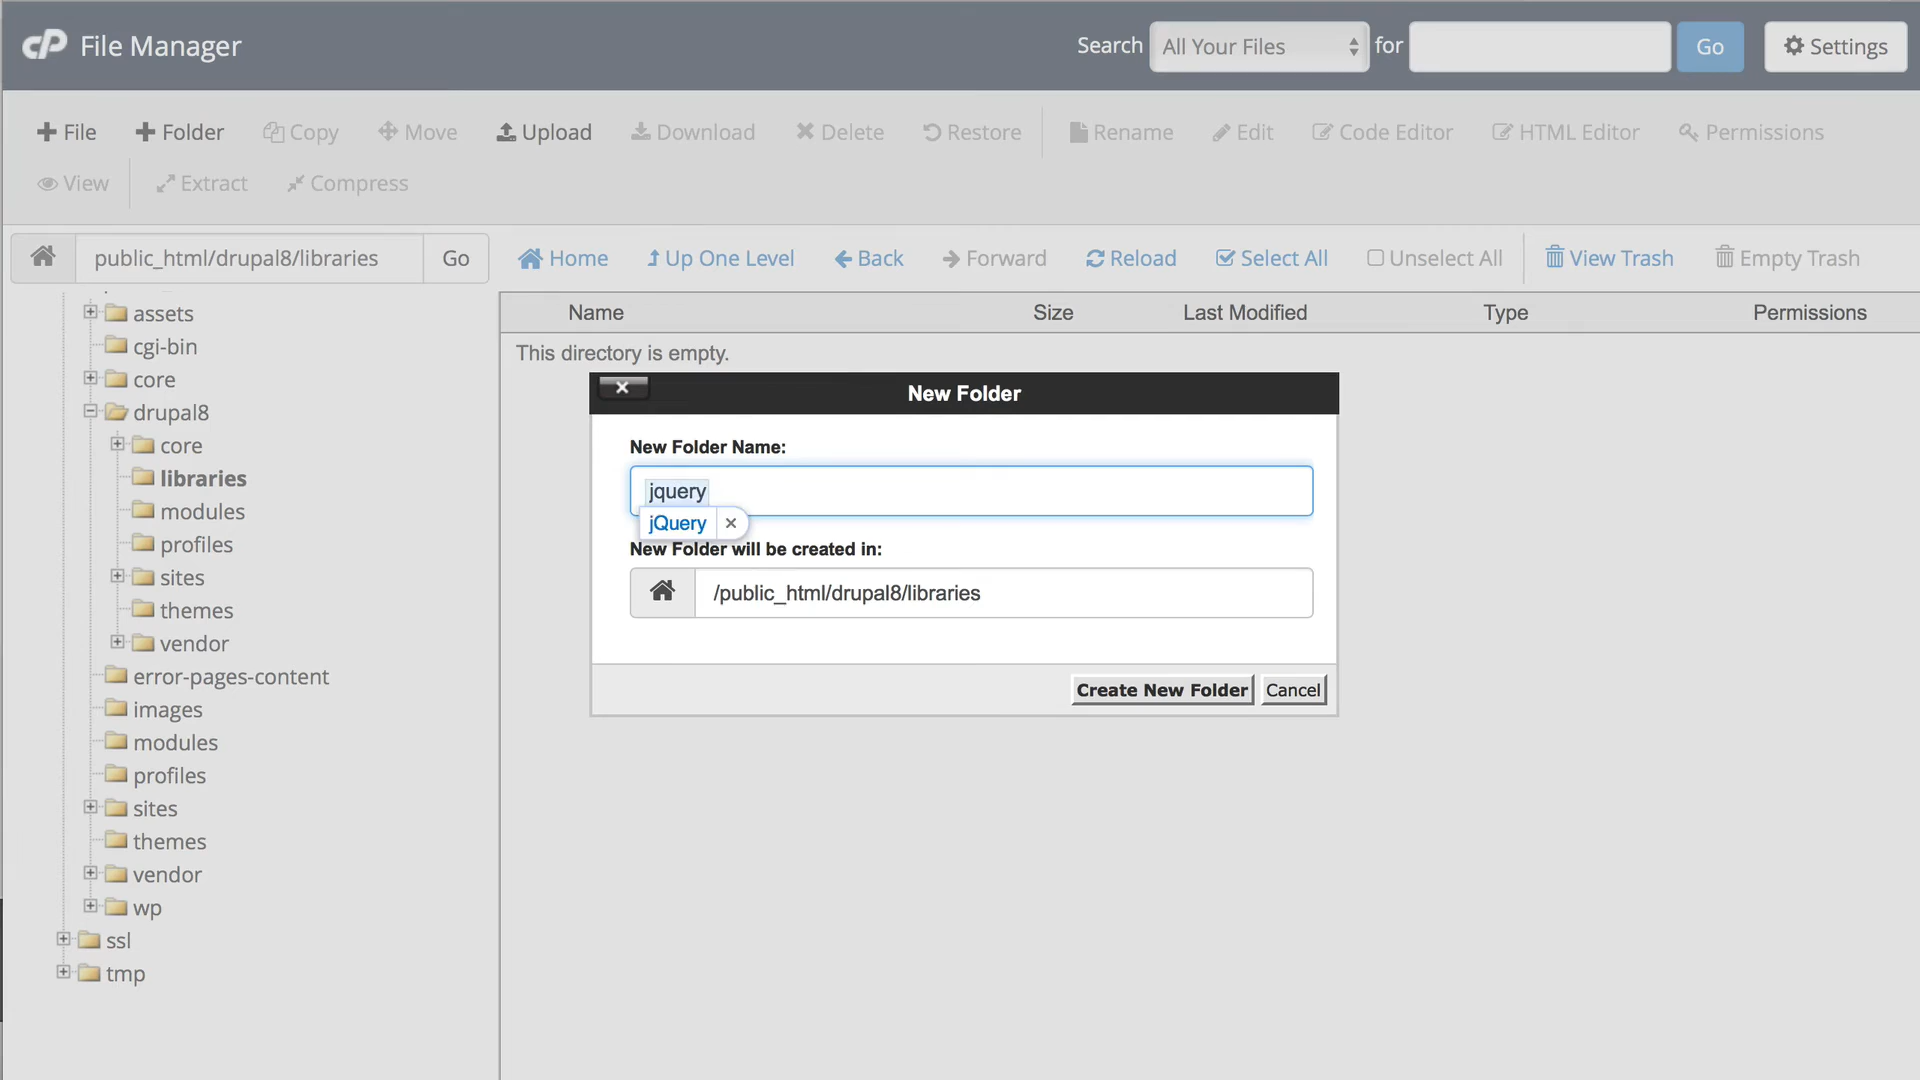 cP File Manager Search All Your Files for Go Settings
File Folder Copy Move Upload Download Delete Restore Rename Edit Code Editor HTML Editor Permissions
View Extract Compress
public_html/drupal8/libraries Go Home Up One Level Back Forward Reload Select All Unselect All View Trash Empty Trash
assets
cgi-bin
core
drupal8
core
libraries
modules
profiles
sites
themes
vendor
error-pages-content
images
modules
profiles
sites
themes
vendor
wp
ssl
tmp
Name Size Last Modified Type Permissions
This directory is empty.
New Folder
New Folder Name:
jquery
jQuery
New Folder will be created in:
/public_html/drupal8/libraries
Create New Folder Cancel